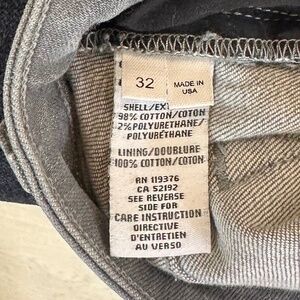 32
MADE IN
USA
SHELL/EX
98% COTTON/COTON
2% POLYURETHANE/
POLYURÉTHANE
LINING/DOUBLURE
100% COTTON/COTON
RN 119376
CA 52192
SEE REVERSE
SIDE FOR
CARE INSTRUCTION
DIRECTIVE
D'ENTRETIEN
AU VERSO